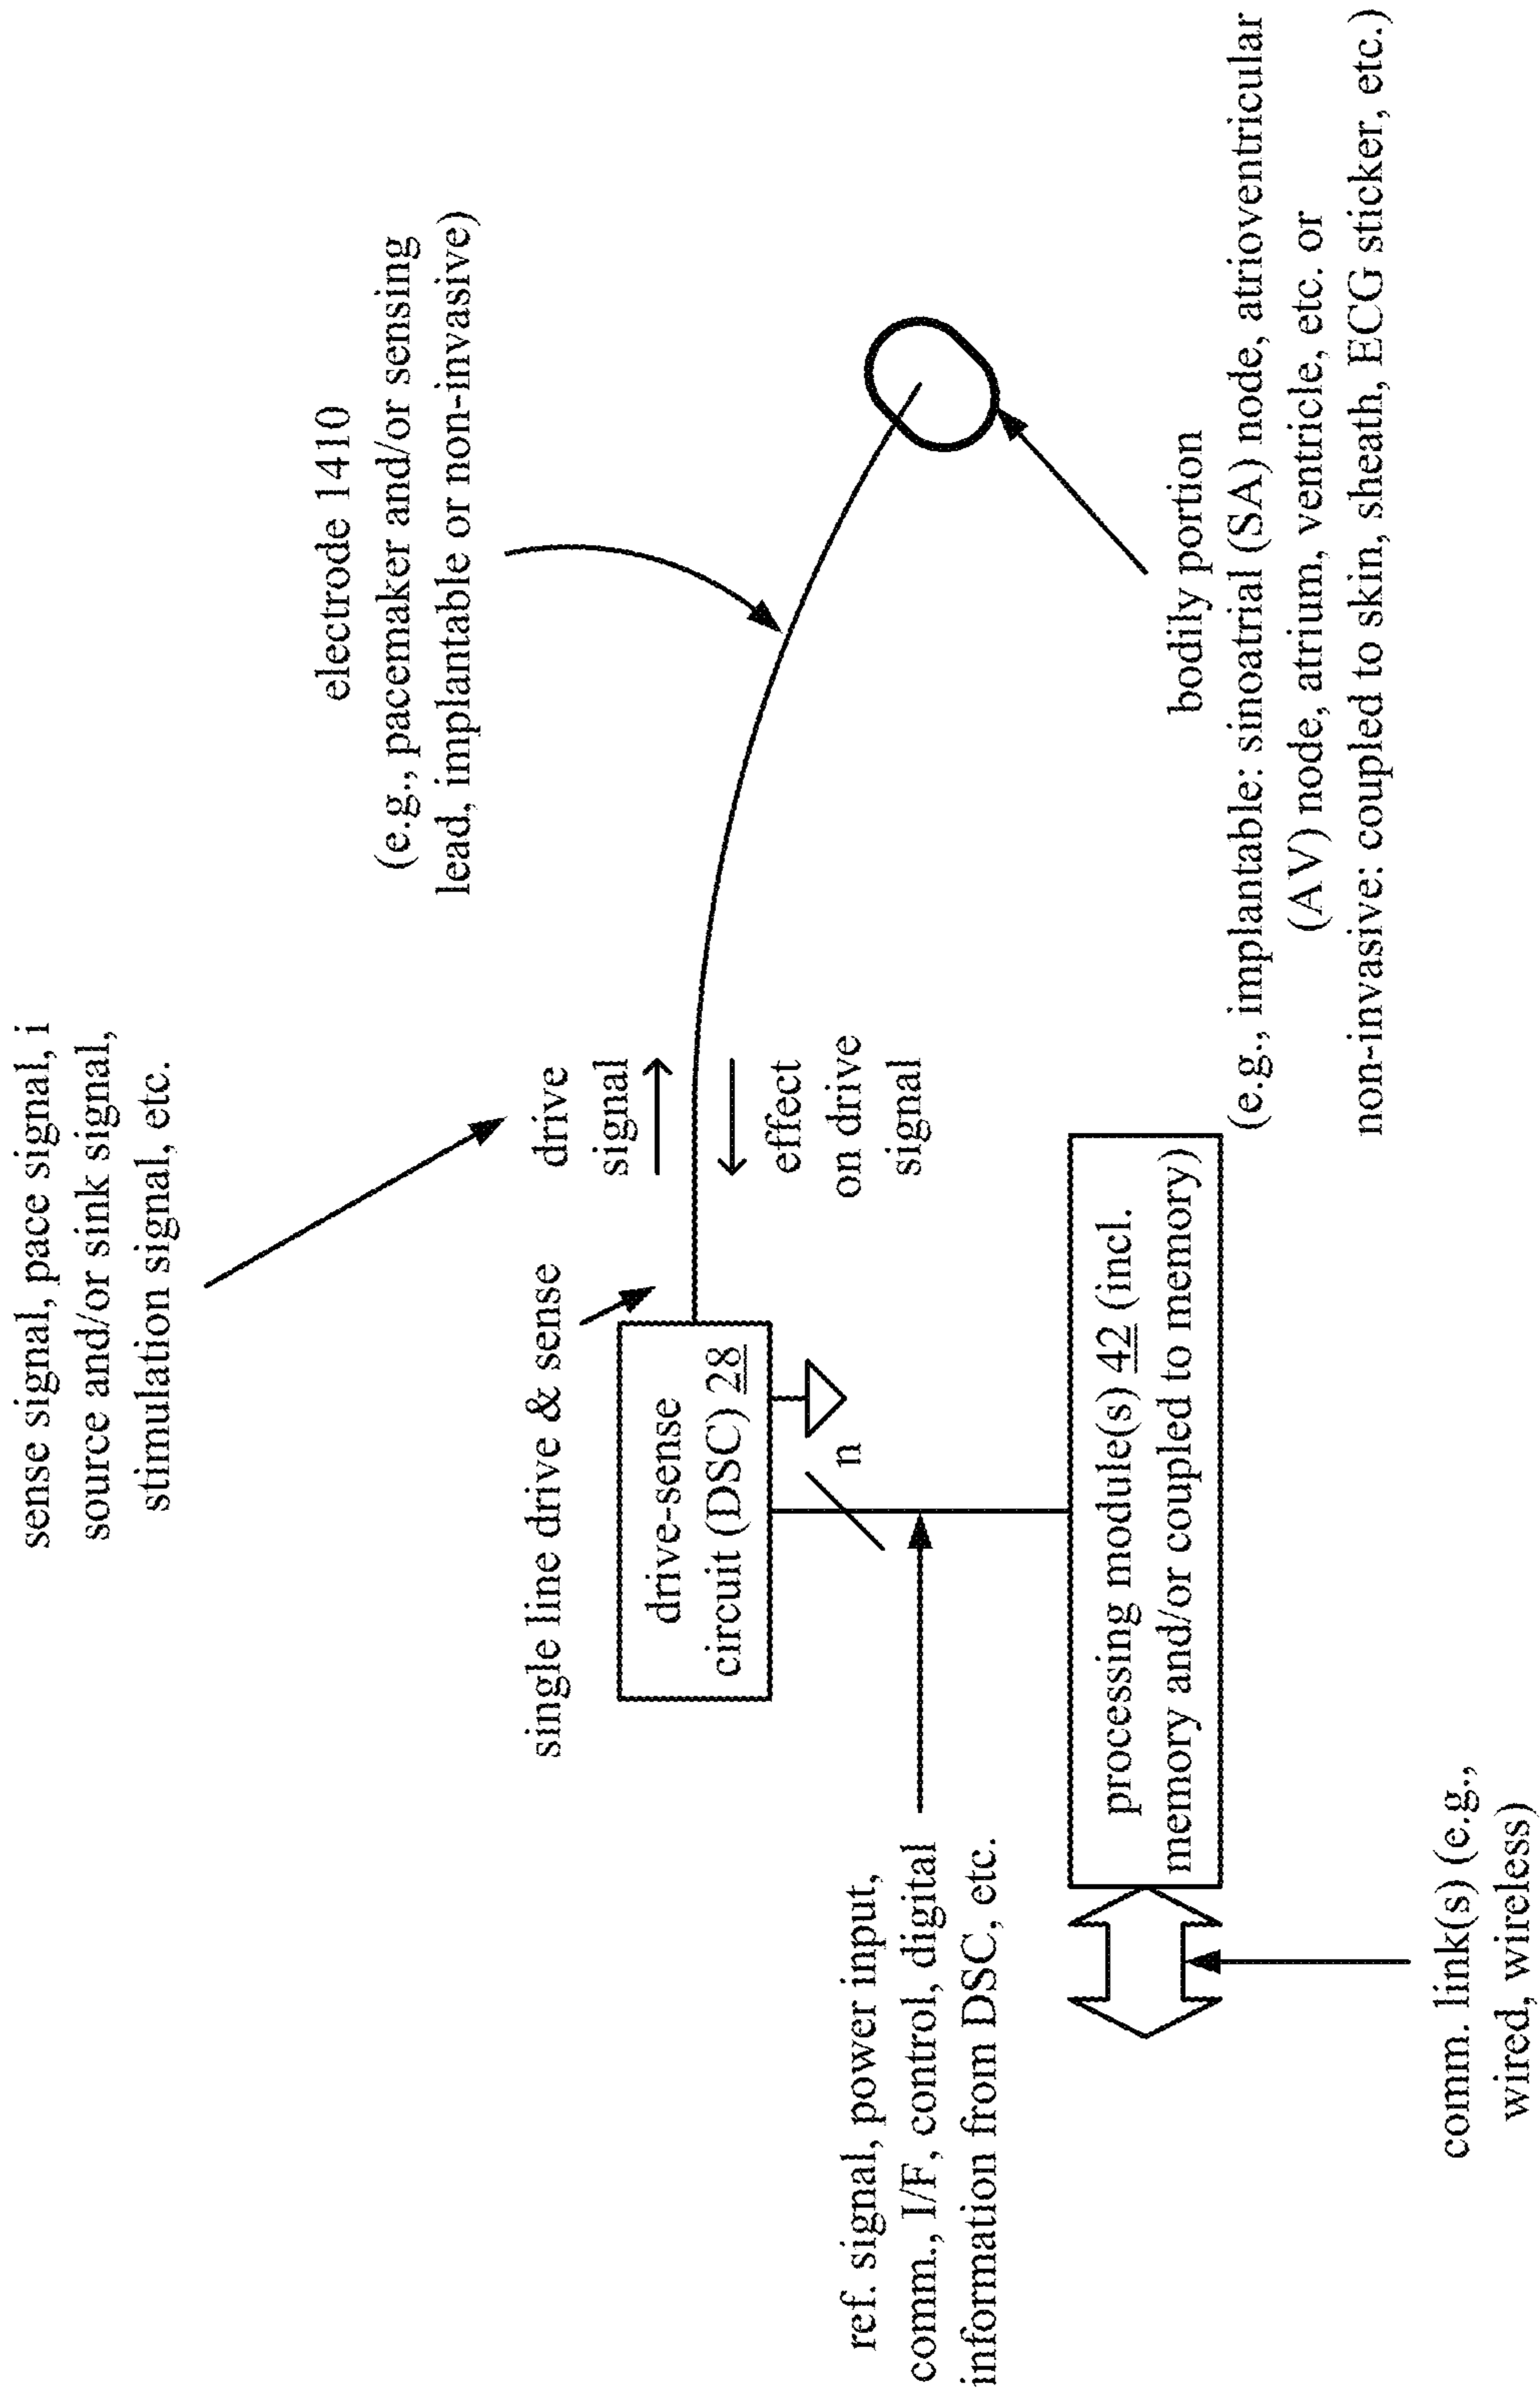 sense signal, pace signal, i
source and/or sink signal,
stimulation signal, etc.
electrode 1410
(e.g., pacemaker and/or sensing
lead, implantable or non-invasive)
single line drive & sense
drive
signal
effect
on drive
signal
drive-sense
circuit (DSC) 28
n
ref. signal, power input,
comm., I/F, control, digital
information from DSC, etc.
processing module(s) 42 (incl.
memory and/or coupled to memory)
bodily portion
(e.g., implantable: sinoatrial (SA) node, atrioventricular
(AV) node, atrium, ventricle, etc. or
non-invasive: coupled to skin, sheath, ECG sticker, etc.)
comm. link(s) (e.g.,
wired, wireless)